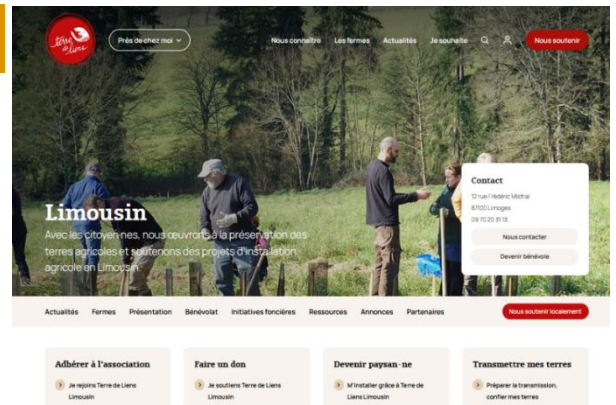 terre de liens
Près de chez moi
Nous connaître Les fermes Actualités Je souhaite
Nous soutenir
Limousin
Avec les citoyen·nes, nous œuvrons à la préservation des
terres agricoles et soutenons des projets d'installation
agricole en Limousin.
Contact
12 rue Frédéric Mistral
87100 Limoges
09 70 20 31 13
Nous contacter
Devenir bénévole
Actualités Fermes Présentation Bénévolat Initiatives foncières Ressources Annonces Partenaires
Nous soutenir localement
Adhérer à l'association
Je rejoins Terre de Liens
Limousin
Faire un don
Je soutiens Terre de Liens
Limousin
Devenir paysan·ne
M'installer grâce à Terre de
Liens Limousin
Transmettre mes terres
Préparer la transmission,
confier mes terres